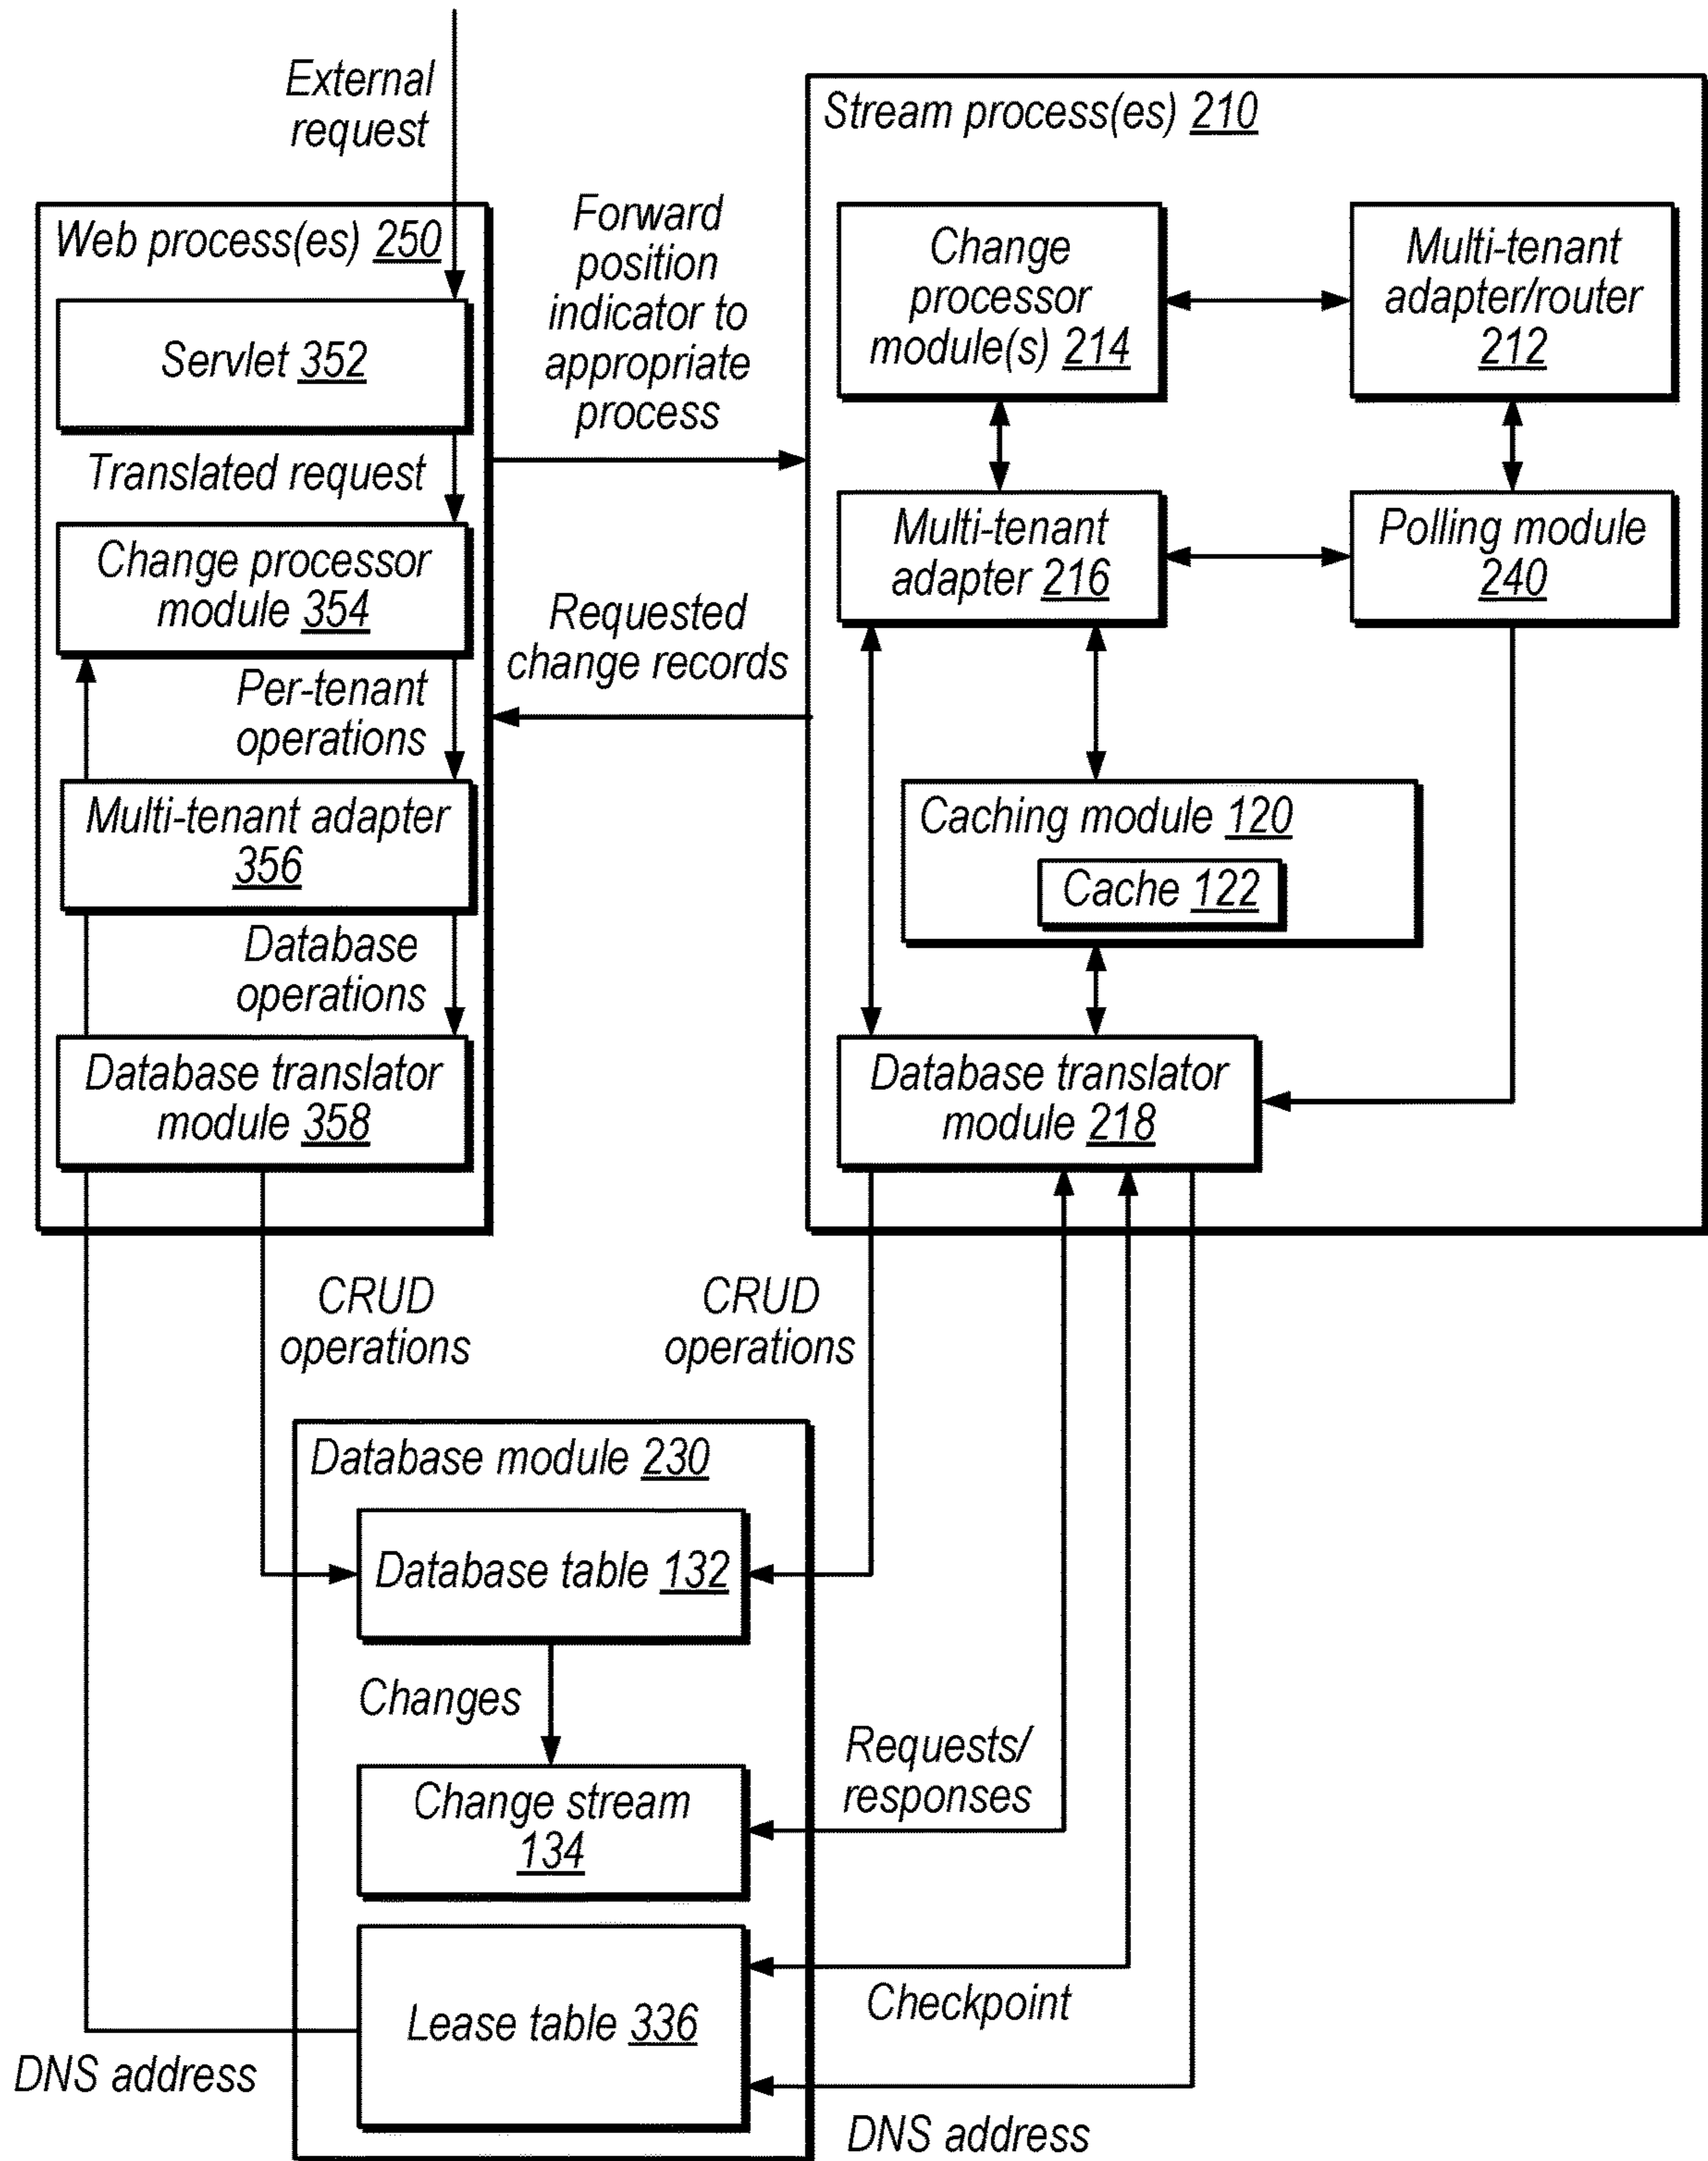 External
request
Web process(es) 250
Servlet 352
Translated request
Change processor
module 354
Per-tenant
operations
Multi-tenant adapter
356
Database
operations
Database translator
module 358
Forward
position
indicator to
appropriate
process
Requested
change records
Stream process(es) 210
Change
processor
module(s) 214
Multi-tenant
adapter/router
212
Multi-tenant
adapter 216
Polling module
240
Caching module 120
Cache 122
Database translator
module 218
CRUD
operations
CRUD
operations
Database module 230
Database table 132
Changes
Change stream
134
Requests/
responses
Lease table 336
Checkpoint
DNS address
DNS address